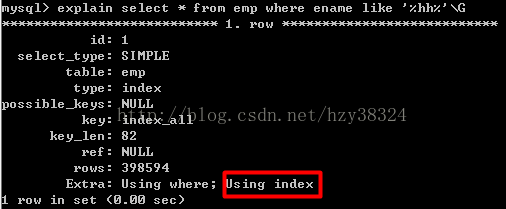 mysql> explain select * from emp where ename like '%hh%'\G
*************************** 1. row ***************************
id: 1
select_type: SIMPLE
table: emp
type: index
possible_keys: NULL
http://blog.csdn.net/hzy38324
key: index_all
key_len: 82
ref: NULL
rows: 398594
Extra: Using where; Using index
1 row in set (0.00 sec)